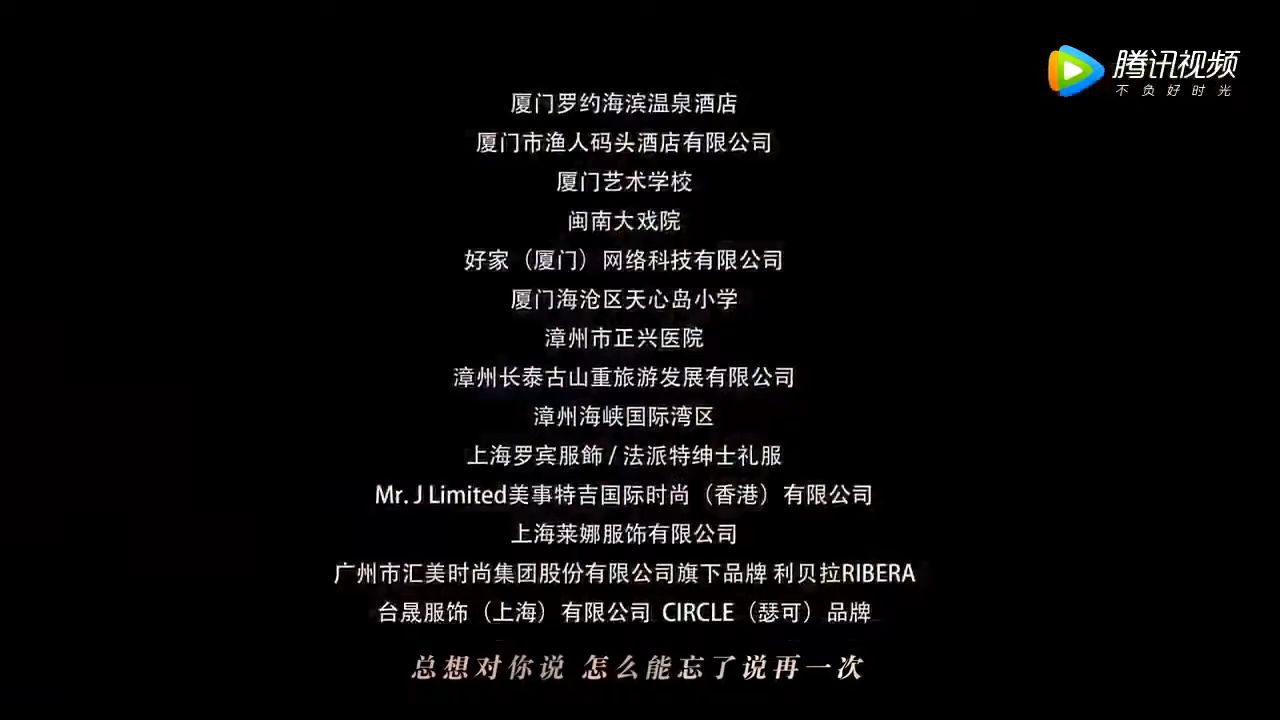 腾讯视频
不负好时光
厦门罗约海滨温泉酒店
厦门市渔人码头酒店有限公司
厦门艺术学校
闽南大戏院
好家（厦门）网络科技有限公司
厦门海沧区天心岛小学
漳州市正兴医院
漳州长泰古山重旅游发展有限公司
漳州海峡国际湾区
上海罗宾服飾 / 法派特绅士礼服
Mr. J Limited美事特吉国际时尚（香港）有限公司
上海莱娜服饰有限公司
广州市汇美时尚集团股份有限公司旗下品牌 利贝拉RIBERA
台晟服饰（上海）有限公司 CIRCLE（瑟可）品牌
总想对你说 怎么能忘了说再一次